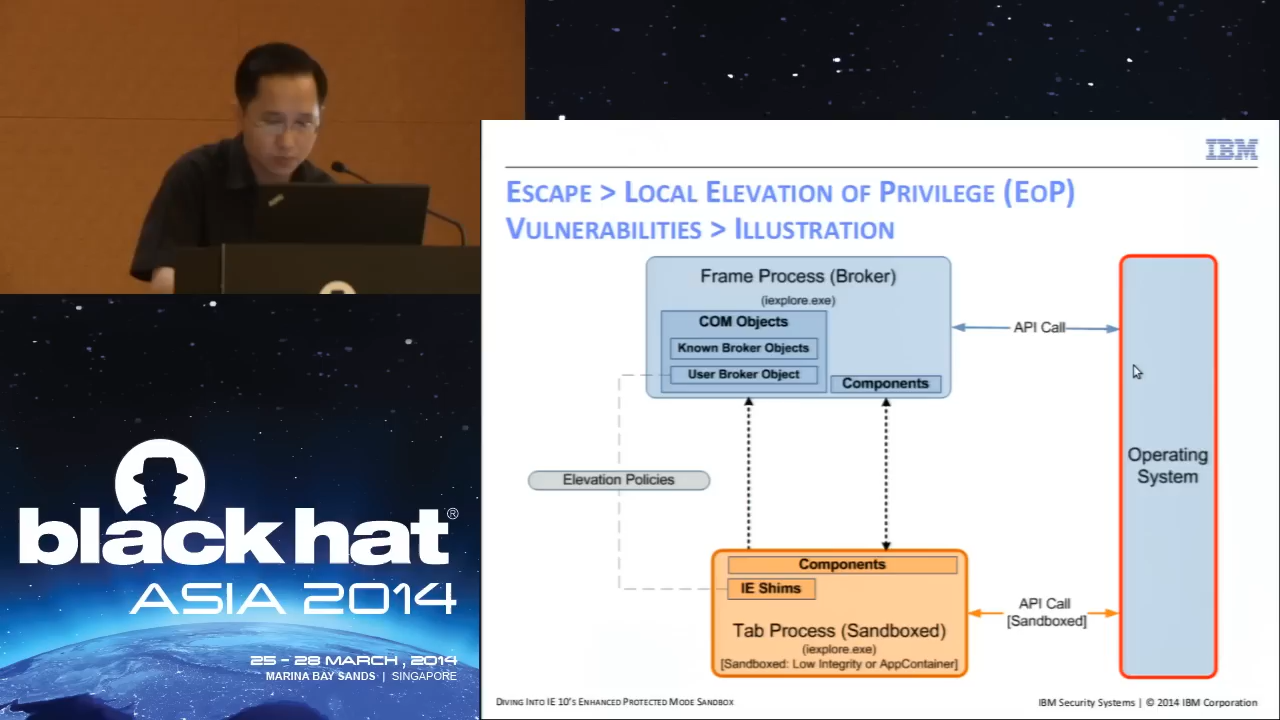 IBM
ESCAPE > LOCAL ELEVATION OF PRIVILEGE (EOP)
VULNERABILITIES > ILLUSTRATION
Frame Process (Broker)
(iexplore.exe)
COM Objects
Known Broker Objects
User Broker Object
Components
API Call
Operating
System
Elevation Policies
Components
IE Shims
Tab Process (Sandboxed)
(iexplore.exe)
[Sandboxed: Low Integrity or AppContainer]
API Call
[Sandboxed]
DIVING INTO IE 10'S ENHANCED PROTECTED MODE SANDBOX
IBM Security Systems | © 2014 IBM Corporation
black hat®
ASIA 2014
25 - 28 MARCH, 2014
MARINA BAY SANDS | SINGAPORE